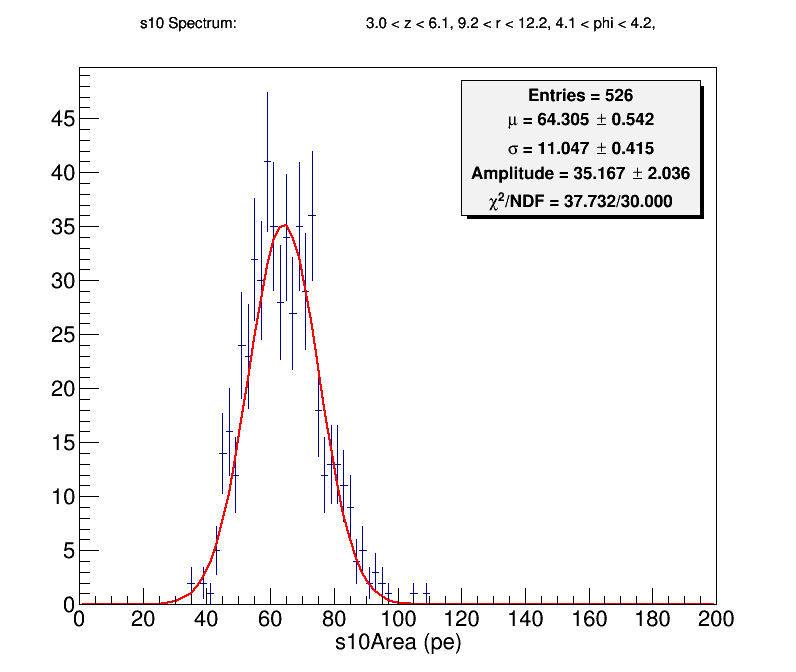 s10 Spectrum: 3.0 < z < 6.1, 9.2 < r < 12.2, 4.1 < phi < 4.2,
Entries = 526
μ = 64.305 ± 0.542
σ = 11.047 ± 0.415
Amplitude = 35.167 ± 2.036
χ²/NDF = 37.732/30.000
45
40
35
30
25
20
15
10
5
0
0 20 40 60 80 100 120 140 160 180 200
s10Area (pe)